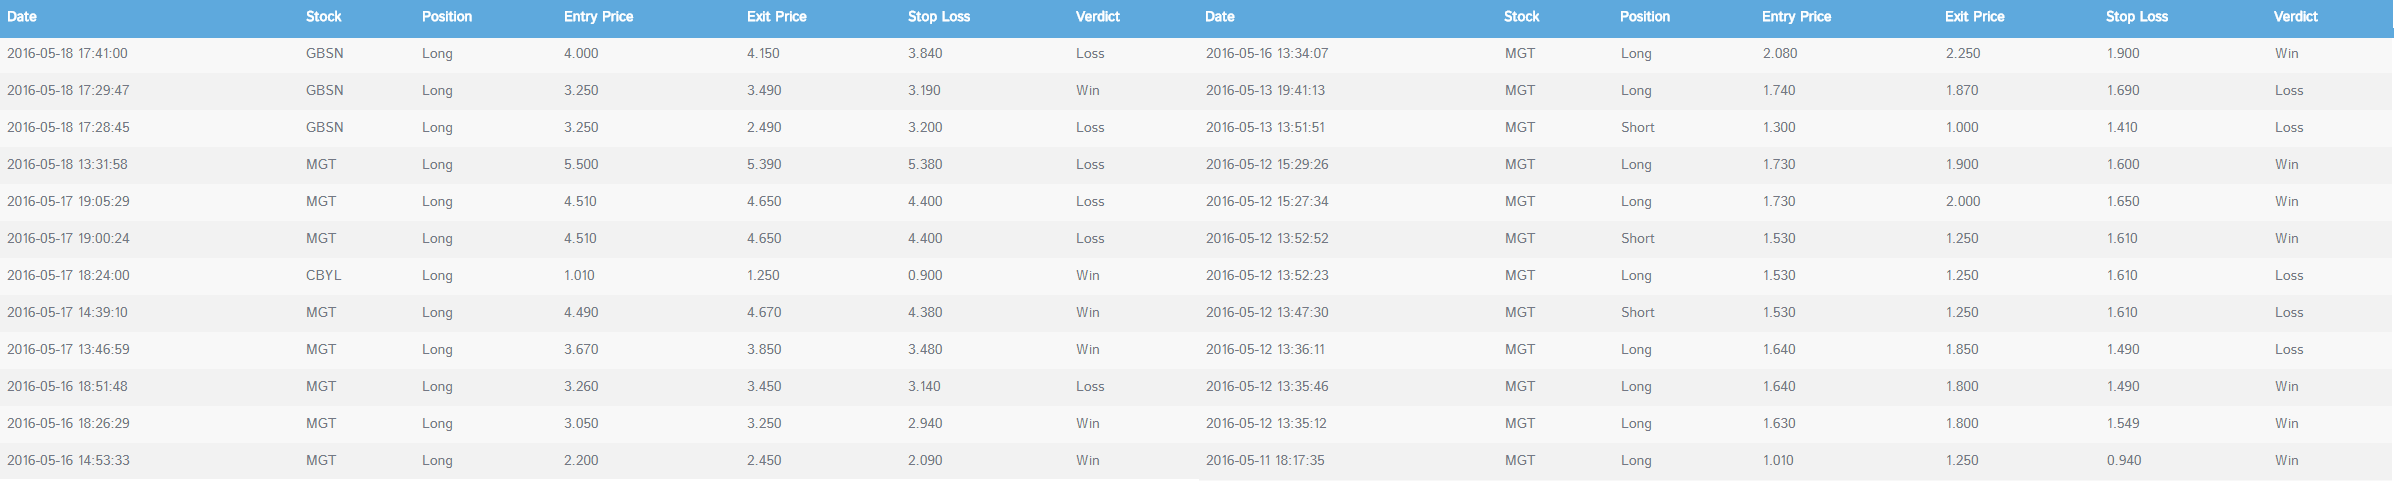 Date Stock Position Entry Price Exit Price Stop Loss Verdict Date Stock Position Entry Price Exit Price Stop Loss Verdict
2016-05-18 17:41:00 GBSN Long 4.000 4.150 3.840 Loss 2016-05-16 13:34:07 MGT Long 2.080 2.250 1.900 Win
2016-05-18 17:29:47 GBSN Long 3.250 3.490 3.190 Win 2016-05-13 19:41:13 MGT Long 1.740 1.870 1.690 Loss
2016-05-18 17:28:45 GBSN Long 3.250 2.490 3.200 Loss 2016-05-13 13:51:51 MGT Short 1.300 1.000 1.410 Loss
2016-05-18 13:31:58 MGT Long 5.500 5.390 5.380 Loss 2016-05-12 15:29:26 MGT Long 1.730 1.900 1.600 Win
2016-05-17 19:05:29 MGT Long 4.510 4.650 4.400 Loss 2016-05-12 15:27:34 MGT Long 1.730 2.000 1.650 Win
2016-05-17 19:00:24 MGT Long 4.510 4.650 4.400 Loss 2016-05-12 13:52:52 MGT Short 1.530 1.250 1.610 Win
2016-05-17 18:24:00 CBYL Long 1.010 1.250 0.900 Win 2016-05-12 13:52:23 MGT Long 1.530 1.250 1.610 Loss
2016-05-17 14:39:10 MGT Long 4.490 4.670 4.380 Win 2016-05-12 13:47:30 MGT Short 1.530 1.250 1.610 Loss
2016-05-17 13:46:59 MGT Long 3.670 3.850 3.480 Win 2016-05-12 13:36:11 MGT Long 1.640 1.850 1.490 Loss
2016-05-16 18:51:48 MGT Long 3.260 3.450 3.140 Loss 2016-05-12 13:35:46 MGT Long 1.640 1.800 1.490 Win
2016-05-16 18:26:29 MGT Long 3.050 3.250 2.940 Win 2016-05-12 13:35:12 MGT Long 1.630 1.800 1.549 Win
2016-05-16 14:53:33 MGT Long 2.200 2.450 2.090 Win 2016-05-11 18:17:35 MGT Long 1.010 1.250 0.940 Win